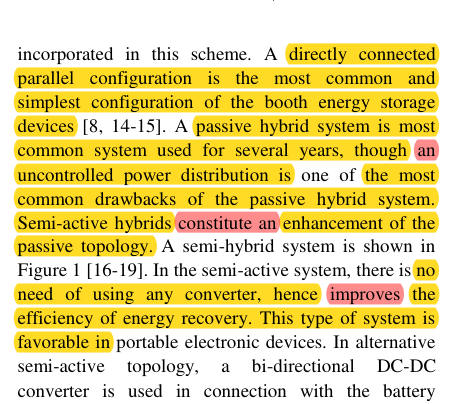 incorporated in this scheme. A directly connected
parallel configuration is the most common and
simplest configuration of the booth energy storage
devices [8, 14-15]. A passive hybrid system is most
common system used for several years, though an
uncontrolled power distribution is one of the most
common drawbacks of the passive hybrid system.
Semi-active hybrids constitute an enhancement of the
passive topology. A semi-hybrid system is shown in
Figure 1 [16-19]. In the semi-active system, there is no
need of using any converter, hence improves the
efficiency of energy recovery. This type of system is
favorable in portable electronic devices. In alternative
semi-active topology, a bi-directional DC-DC
converter is used in connection with the battery